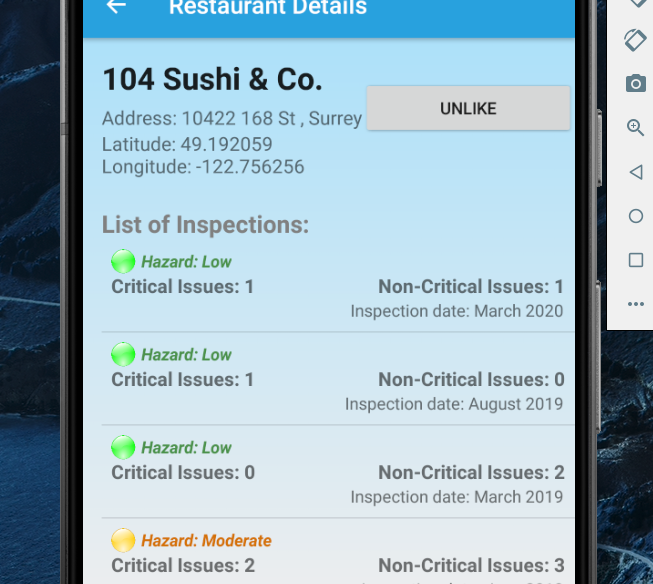 Restaurant Details
104 Sushi & Co.
Address: 10422 168 St , Surrey
UNLIKE
Latitude: 49.192059
Longitude: -122.756256
List of Inspections:
Hazard: Low
Critical Issues: 1 Non-Critical Issues: 1
Inspection date: March 2020
Hazard: Low
Critical Issues: 1 Non-Critical Issues: 0
Inspection date: August 2019
Hazard: Low
Critical Issues: 0 Non-Critical Issues: 2
Inspection date: March 2019
Hazard: Moderate
Critical Issues: 2 Non-Critical Issues: 3